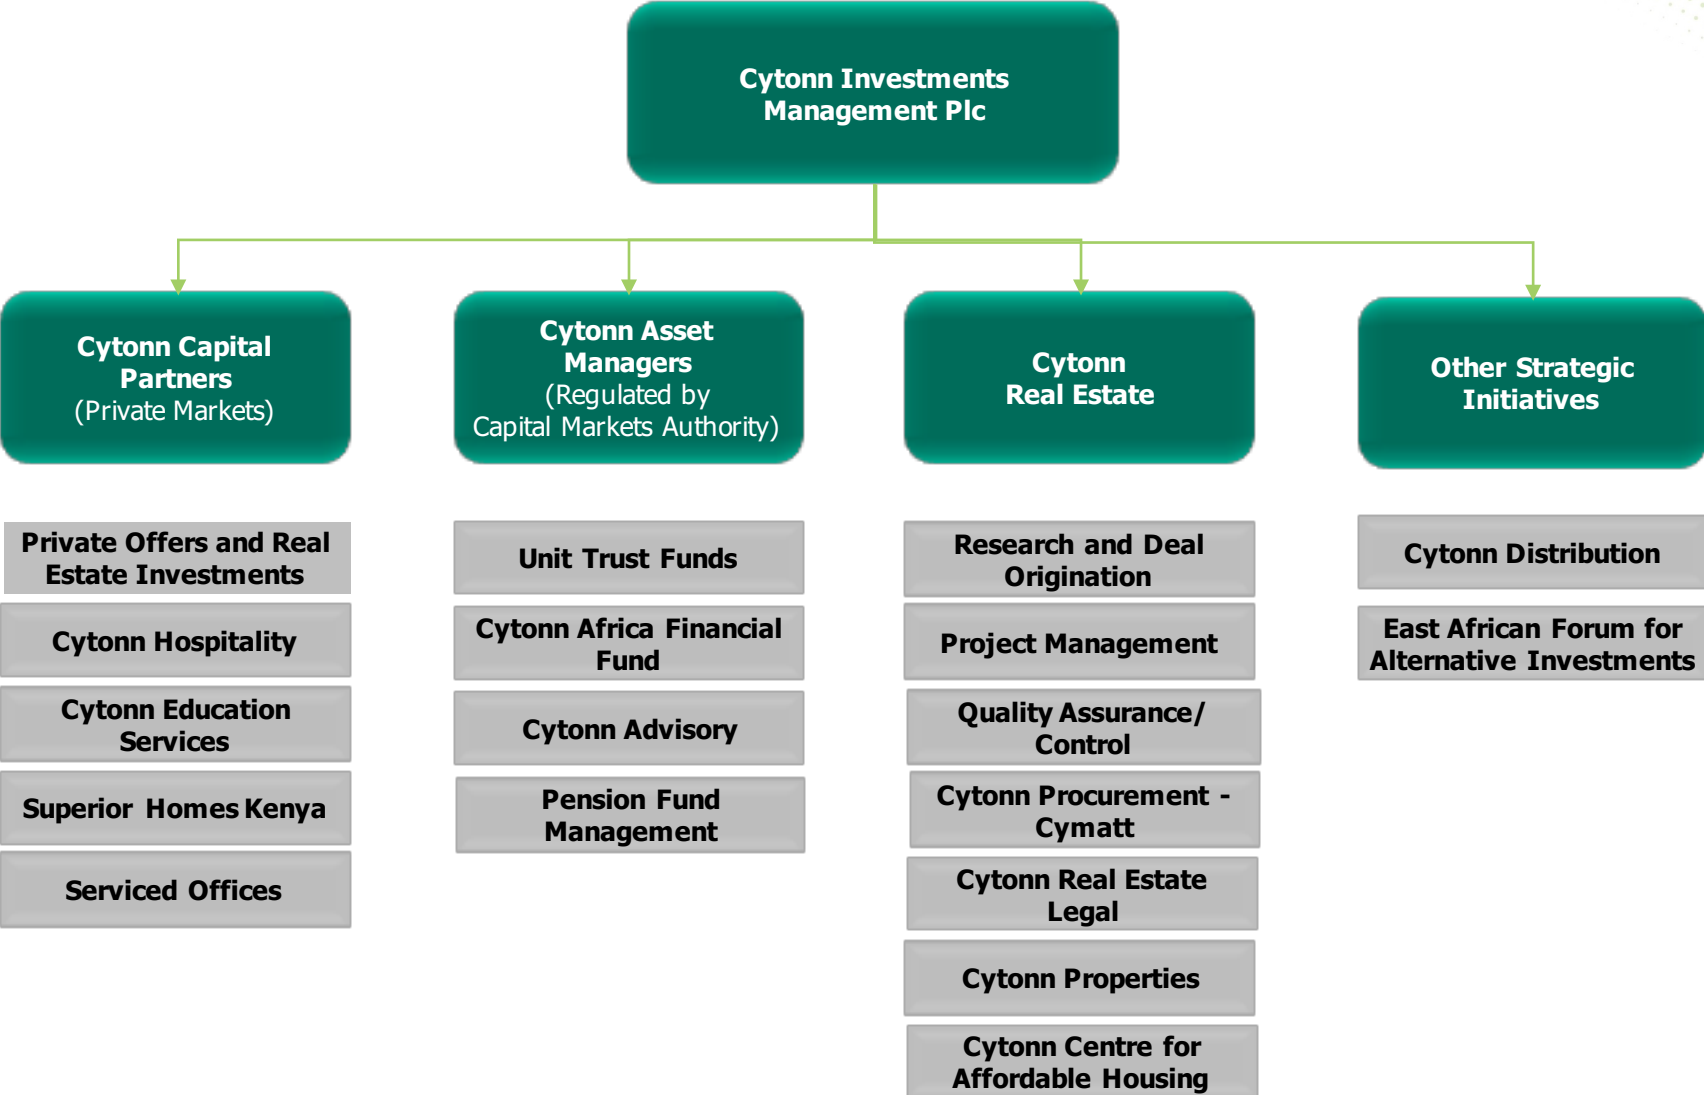 Cytonn Investments
Management Plc
Cytonn Capital
Partners
(Private Markets)
Cytonn Asset
Managers
(Regulated by
Capital Markets Authority)
Cytonn
Real Estate
Other Strategic
Initiatives
Private Offers and Real
Estate Investments
Cytonn Hospitality
Cytonn Education
Services
Superior Homes Kenya
Serviced Offices
Unit Trust Funds
Cytonn Africa Financial
Fund
Cytonn Advisory
Pension Fund
Management
Research and Deal
Origination
Project Management
Quality Assurance/
Control
Cytonn Procurement -
Cymatt
Cytonn Real Estate
Legal
Cytonn Properties
Cytonn Centre for
Affordable Housing
Cytonn Distribution
East African Forum for
Alternative Investments